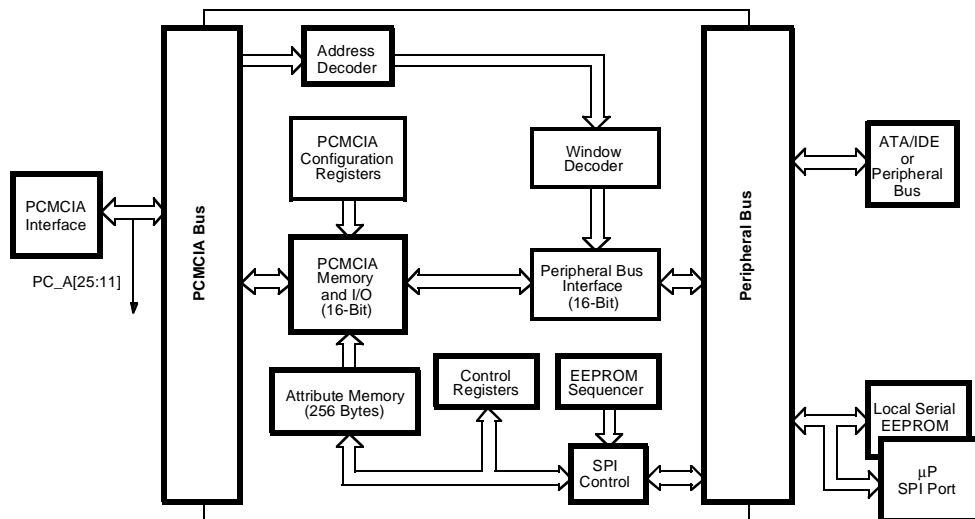 Address
Decoder
PCMCIA
Configuration
Registers
Window
Decoder
ATA/IDE
or
Peripheral
Bus
PCMCIA
Interface
PC_A[25:11]
PCMCIA Bus
PCMCIA
Memory
and I/O
(16-Bit)
Peripheral Bus
Interface
(16-Bit)
Peripheral Bus
Attribute Memory
(256 Bytes)
Control
Registers
EEPROM
Sequencer
SPI
Control
Local Serial
EEPROM
μP
SPI Port